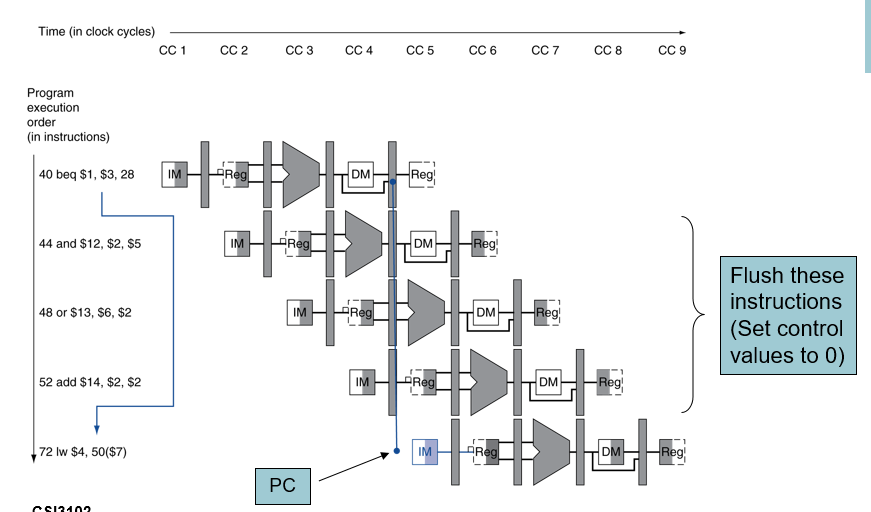 Time (in clock cycles)
CC 1 CC 2 CC 3 CC 4 CC 5 CC 6 CC 7 CC 8 CC 9
Program
execution
order
(in instructions)
40 beq $1, $3, 28
IM Reg DM Reg
44 and $12, $2, $5
IM Reg DM Reg
48 or $13, $6, $2
IM Reg DM Reg
52 add $14, $2, $2
IM Reg DM Reg
72 lw $4, 50($7)
IM Reg DM Reg
Flush these
instructions
(Set control
values to 0)
PC
CSI3102